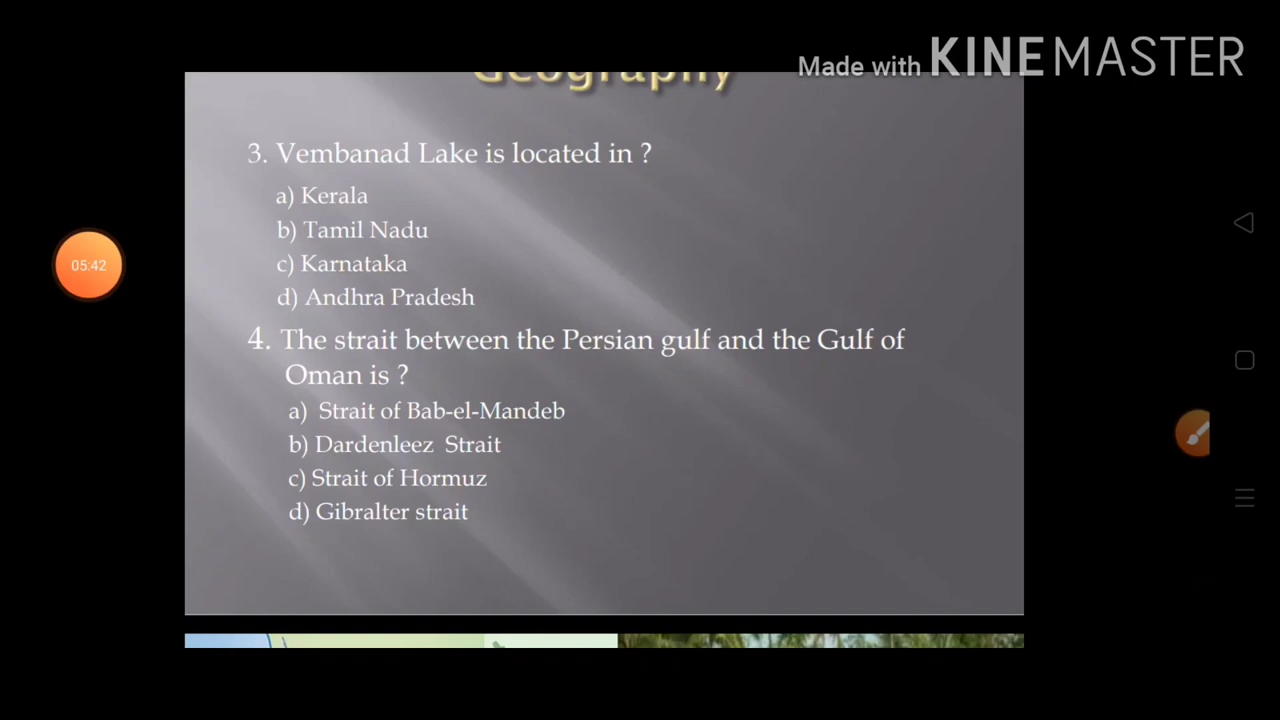 Made with KINEMASTER
Geography
3. Vembanad Lake is located in ?
a) Kerala
b) Tamil Nadu
c) Karnataka
d) Andhra Pradesh
4. The strait between the Persian gulf and the Gulf of
Oman is ?
a) Strait of Bab-el-Mandeb
b) Dardenleez Strait
c) Strait of Hormuz
d) Gibralter strait
05:42